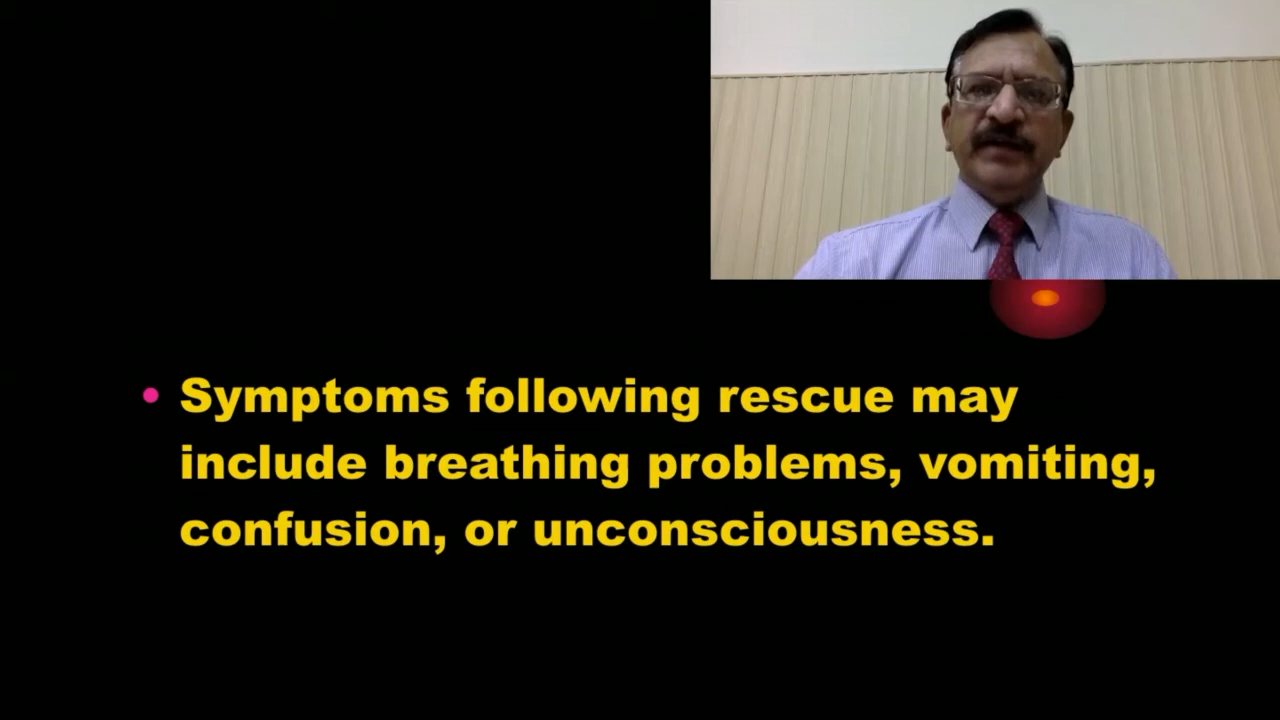 • Symptoms following rescue may
include breathing problems, vomiting,
confusion, or unconsciousness.